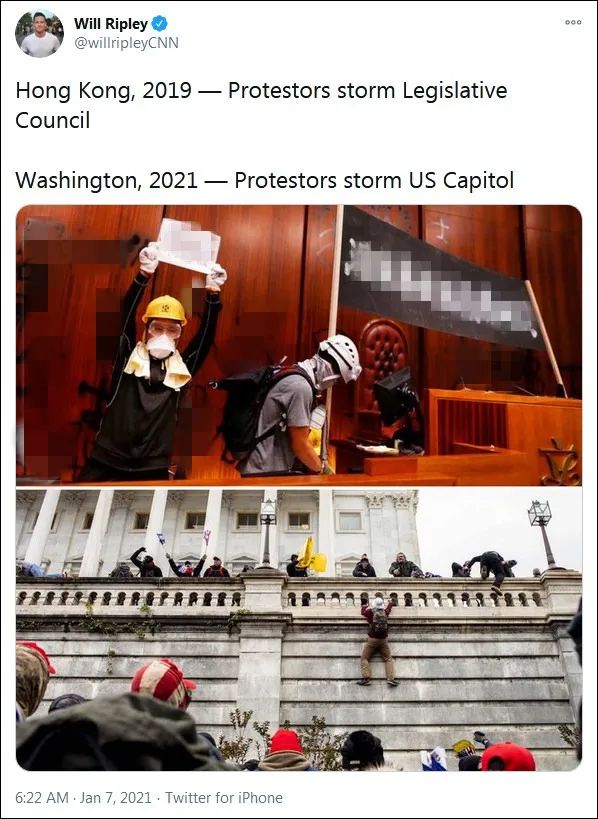 Will Ripley
@willripleyCNN
Hong Kong, 2019 — Protestors storm Legislative
Council
Washington, 2021 — Protestors storm US Capitol
6:22 AM · Jan 7, 2021 · Twitter for iPhone